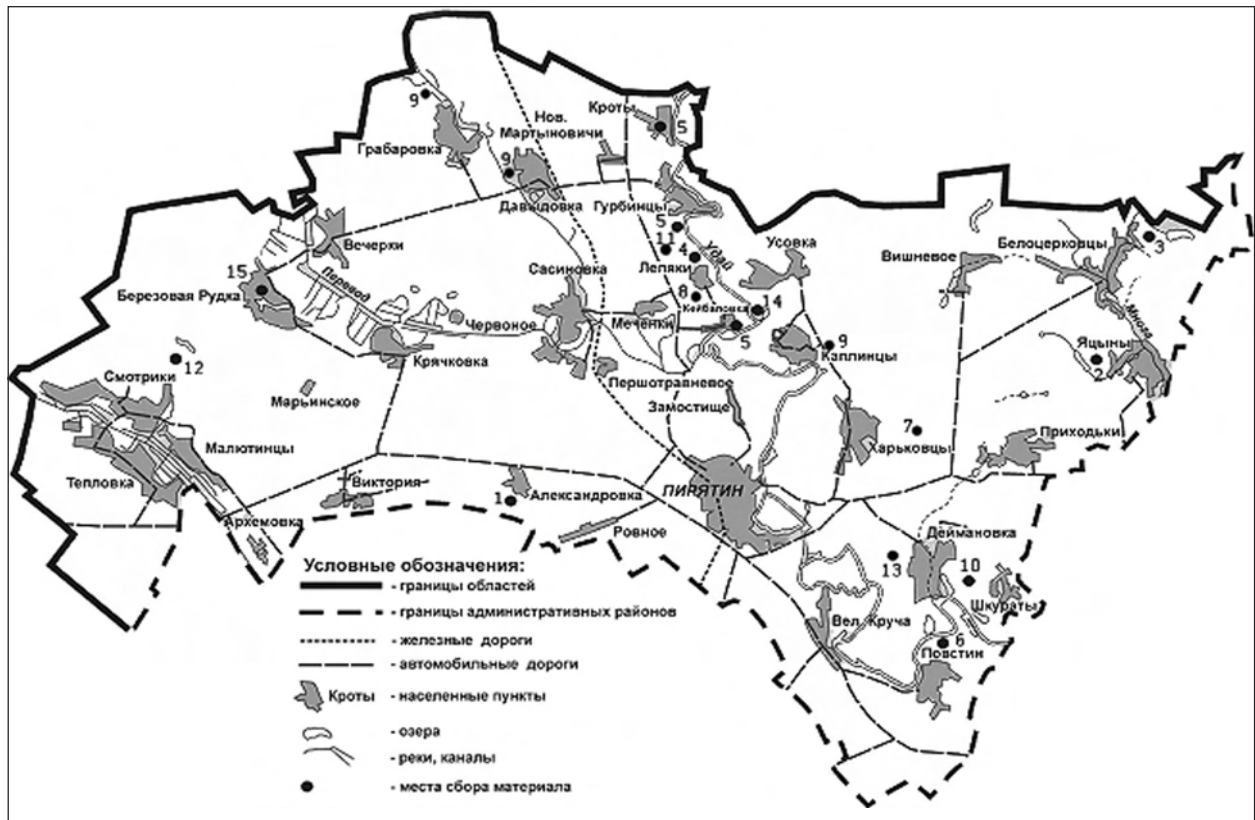 9
Кроты
5
Нов.
Мартыновичи
Грабаровка
9
Давыдовка
Гурбинцы
5
11
4
Удай
Лепяки
Усовка
Вишневое
Белоцерковцы
3
Вечерки
Сасиновка
15
Березовая Рудка
Перевод
8
Кейбаловка
14
Червоное
Меченки
5
Каплинцы
9
Многа
Яцыны
2
Крячковка
12
Смотрики
Марьинское
Першотравневое
Замостище
Малютинцы
7
Харьковцы
Приходьки
Тепловка
Виктория
1
Александровка
ПИРЯТИН
Архемовка
Ровное
Деймановка
13
10
Шкураты
Вел. Круча
6
Повстин
Условные обозначения:
- границы областей
- границы административных районов
- железные дороги
- автомобильные дороги
Кроты - населенные пункты
- озера
- реки, каналы
- места сбора материала